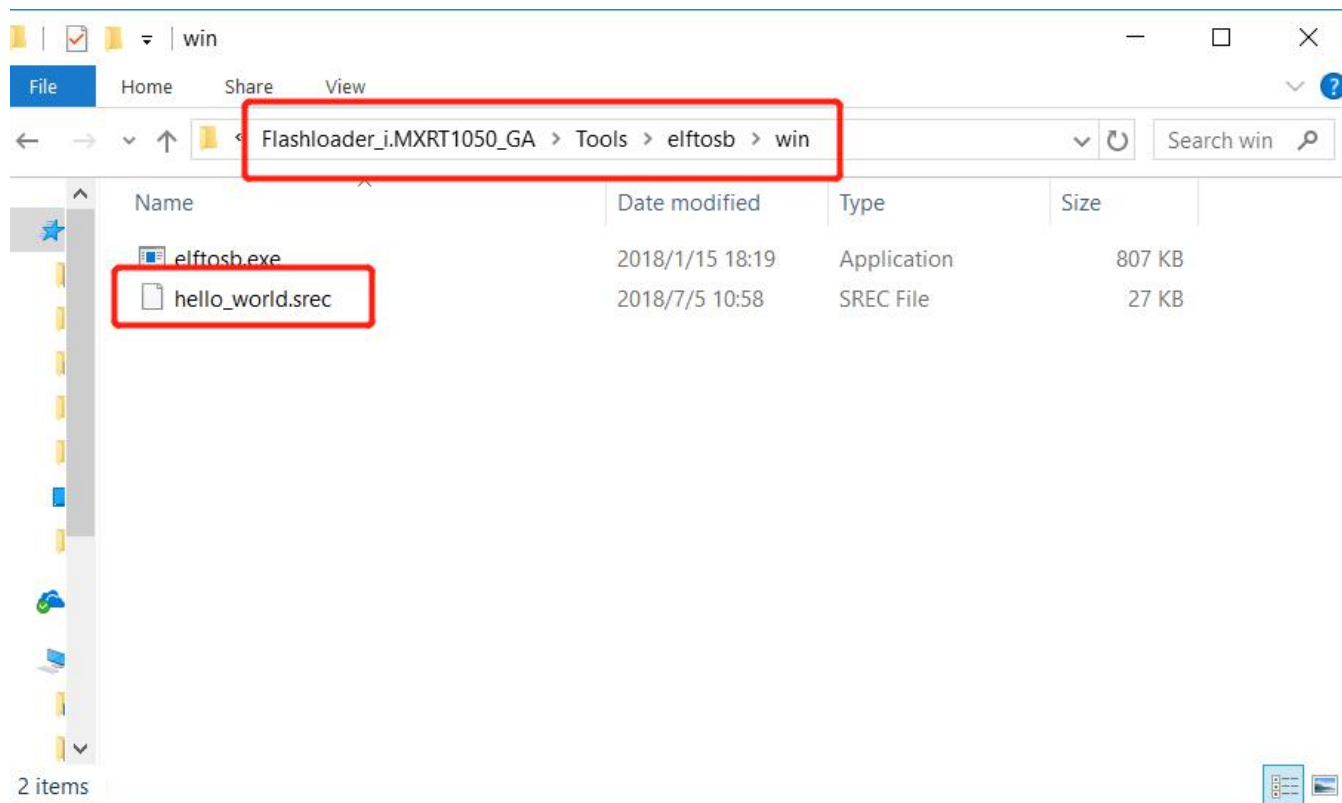 win
File Home Share View
Flashloader_i.MXRT1050_GA > Tools > elftosb > win
Search win
Name Date modified Type Size
elftosb.exe 2018/1/15 18:19 Application 807 KB
hello_world.srec 2018/7/5 10:58 SREC File 27 KB
2 items